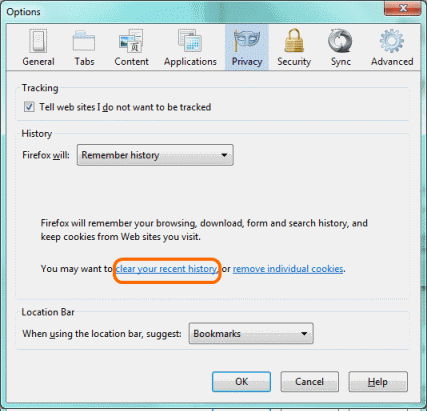 Options
General Tabs Content Applications Privacy Security Sync Advanced
Tracking
Tell web sites I do not want to be tracked
History
Firefox will: Remember history
Firefox will remember your browsing, download, form and search history, and
keep cookies from Web sites you visit.
You may want to clear your recent history, or remove individual cookies.
Location Bar
When using the location bar, suggest: Bookmarks
OK Cancel Help